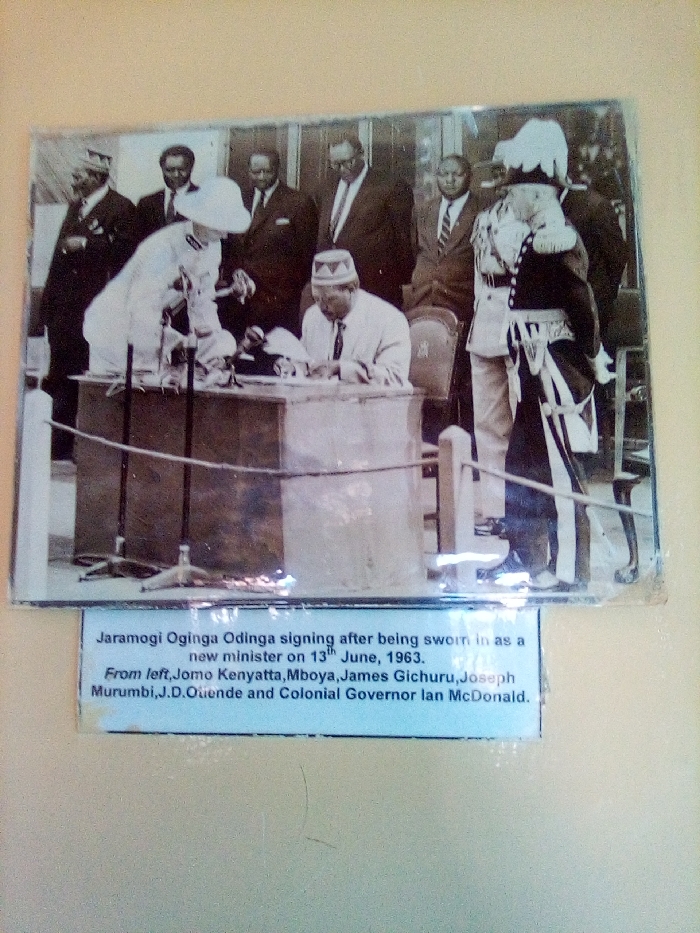 Jaramogi Oginga Odinga signing after being sworn in as a
new minister on 13th June, 1963.
From left,Jomo Kenyatta,Mboya,James Gichuru,Joseph
Murumbi,J.D.Otiende and Colonial Governor Ian McDonald.